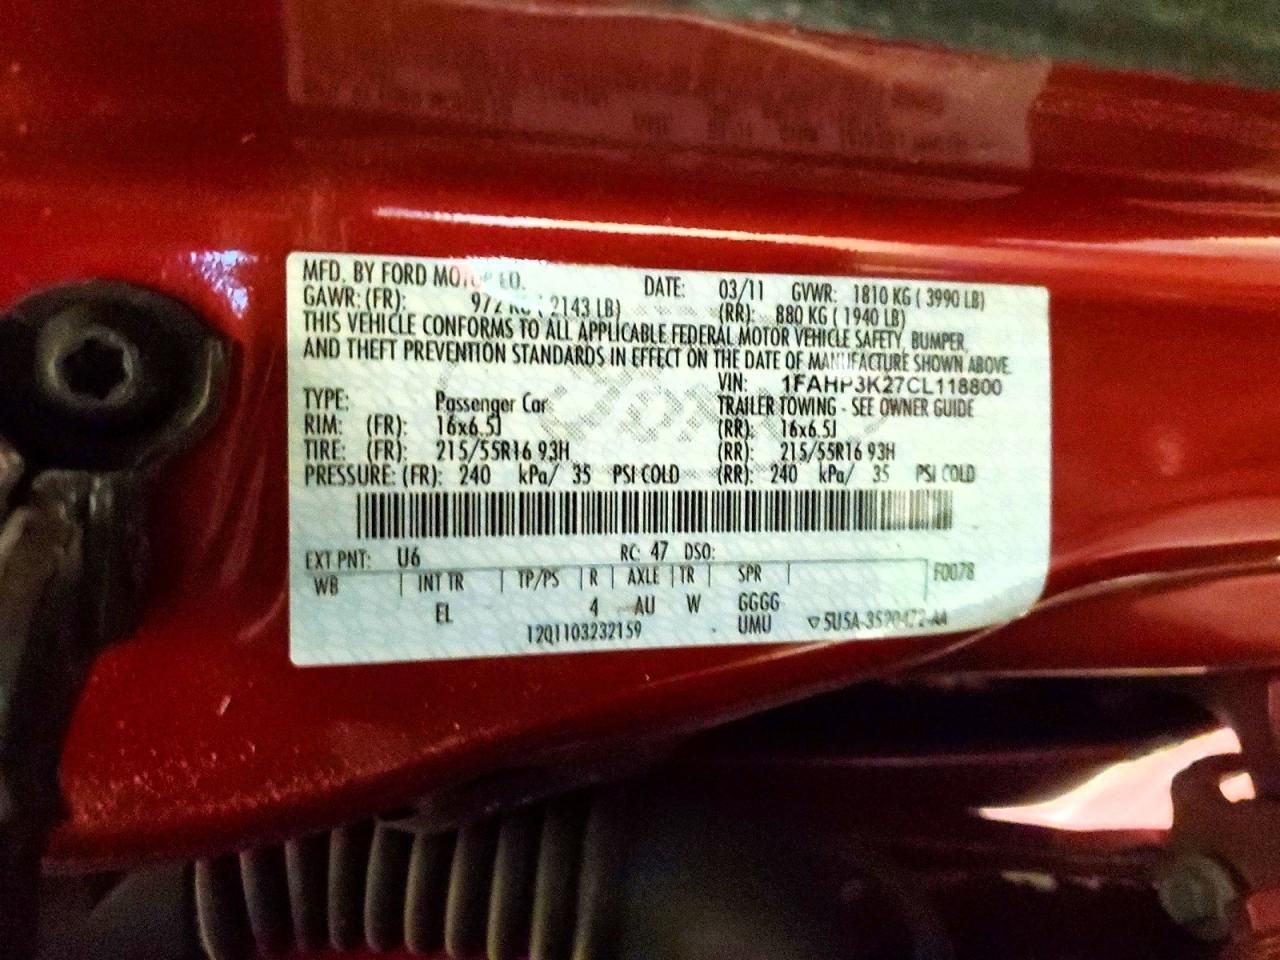 MFD. BY FORD MOTOR CO. DATE: 03/11 GVWR: 1810 KG ( 3990 LB)
GAWR: (FR): 972 KG ( 2143 LB) (RR): 880 KG ( 1940 LB)
THIS VEHICLE CONFORMS TO ALL APPLICABLE FEDERAL MOTOR VEHICLE SAFETY, BUMPER,
AND THEFT PREVENTION STANDARDS IN EFFECT ON THE DATE OF MANUFACTURE SHOWN ABOVE.
VIN: 1FAHP3K27CL118800
TYPE: Passenger Car TRAILER TOWING - SEE OWNER GUIDE
RIM: (FR): 16x6.5J (RR): 16x6.5J
TIRE: (FR): 215/55R16 93H (RR): 215/55R16 93H
PRESSURE: (FR): 240 kPa/ 35 PSI COLD (RR): 240 kPa/ 35 PSI COLD
EXT PNT: U6 RC: 47 DSO:
WB INT TR TP/PS R AXLE TR SPR F0078
EL 4 AU W GGGG
12Q1103232159 UMU ▽5U5A-3520472-AA